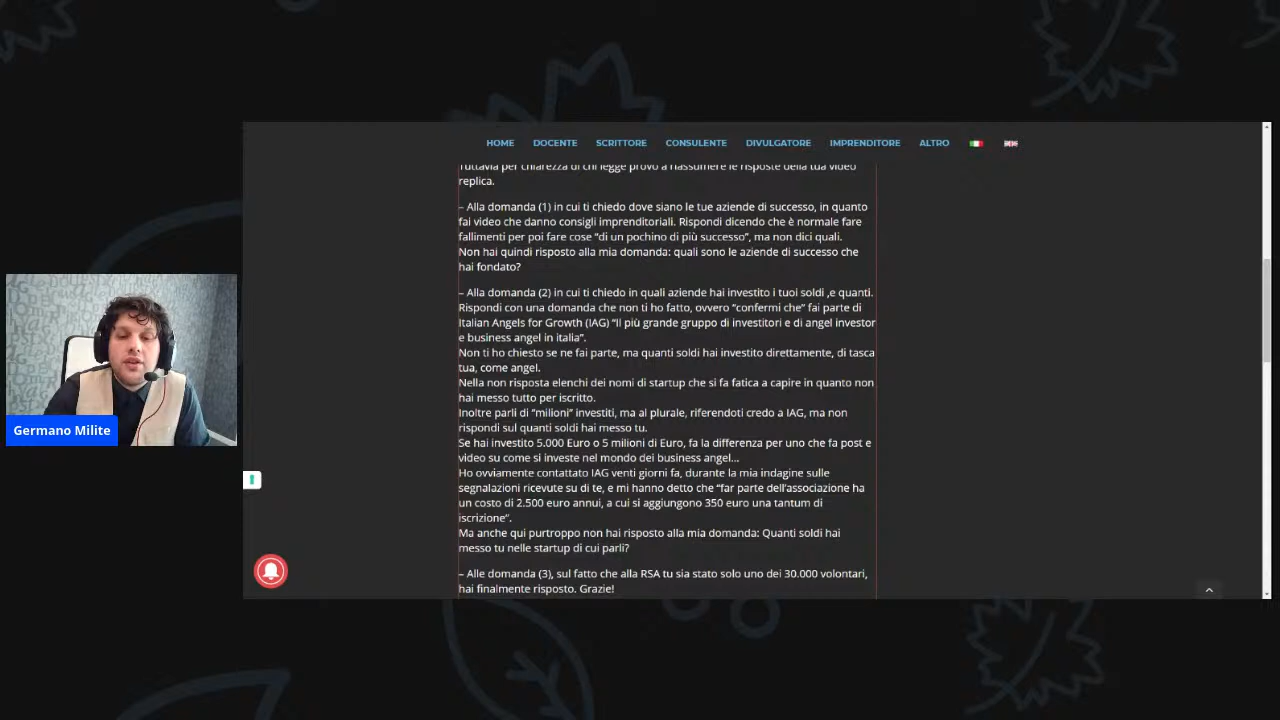 HOME DOCENTE SCRITTORE CONSULENTE DIVULGATORE IMPRENDITORE ALTRO
Tuttavia per chiarezza di chi legge provo a riassumere le risposte della tua video
replica.
– Alla domanda (1) in cui ti chiedo dove siano le tue aziende di successo, in quanto
fai video che danno consigli imprenditoriali. Rispondi dicendo che è normale fare
fallimenti per poi fare cose “di un pochino di più successo”, ma non dici quali.
Non hai quindi risposto alla mia domanda: quali sono le aziende di successo che
hai fondato?
– Alla domanda (2) in cui ti chiedo in quali aziende hai investito i tuoi soldi ,e quanti.
Rispondi con una domanda che non ti ho fatto, ovvero “confermi che” fai parte di
Italian Angels for Growth (IAG) “Il più grande gruppo di investitori e di angel investor
e business angel in italia”.
Non ti ho chiesto se ne fai parte, ma quanti soldi hai investito direttamente, di tasca
tua, come angel.
Nella non risposta elenchi dei nomi di startup che si fa fatica a capire in quanto non
hai messo tutto per iscritto.
Inoltre parli di “milioni” investiti, ma al plurale, riferendoti credo a IAG, ma non
rispondi sul quanti soldi hai messo tu.
Se hai investito 5.000 Euro o 5 milioni di Euro, fa la differenza per uno che fa post e
video su come si investe nel mondo dei business angel…
Ho ovviamente contattato IAG venti giorni fa, durante la mia indagine sulle
segnalazioni ricevute su di te, e mi hanno detto che “far parte dell’associazione ha
un costo di 2.500 euro annui, a cui si aggiungono 350 euro una tantum di
iscrizione”.
Ma anche qui purtroppo non hai risposto alla mia domanda: Quanti soldi hai
messo tu nelle startup di cui parli?
– Alle domanda (3), sul fatto che alla RSA tu sia stato solo uno dei 30.000 volontari,
hai finalmente risposto. Grazie!
Germano Milite